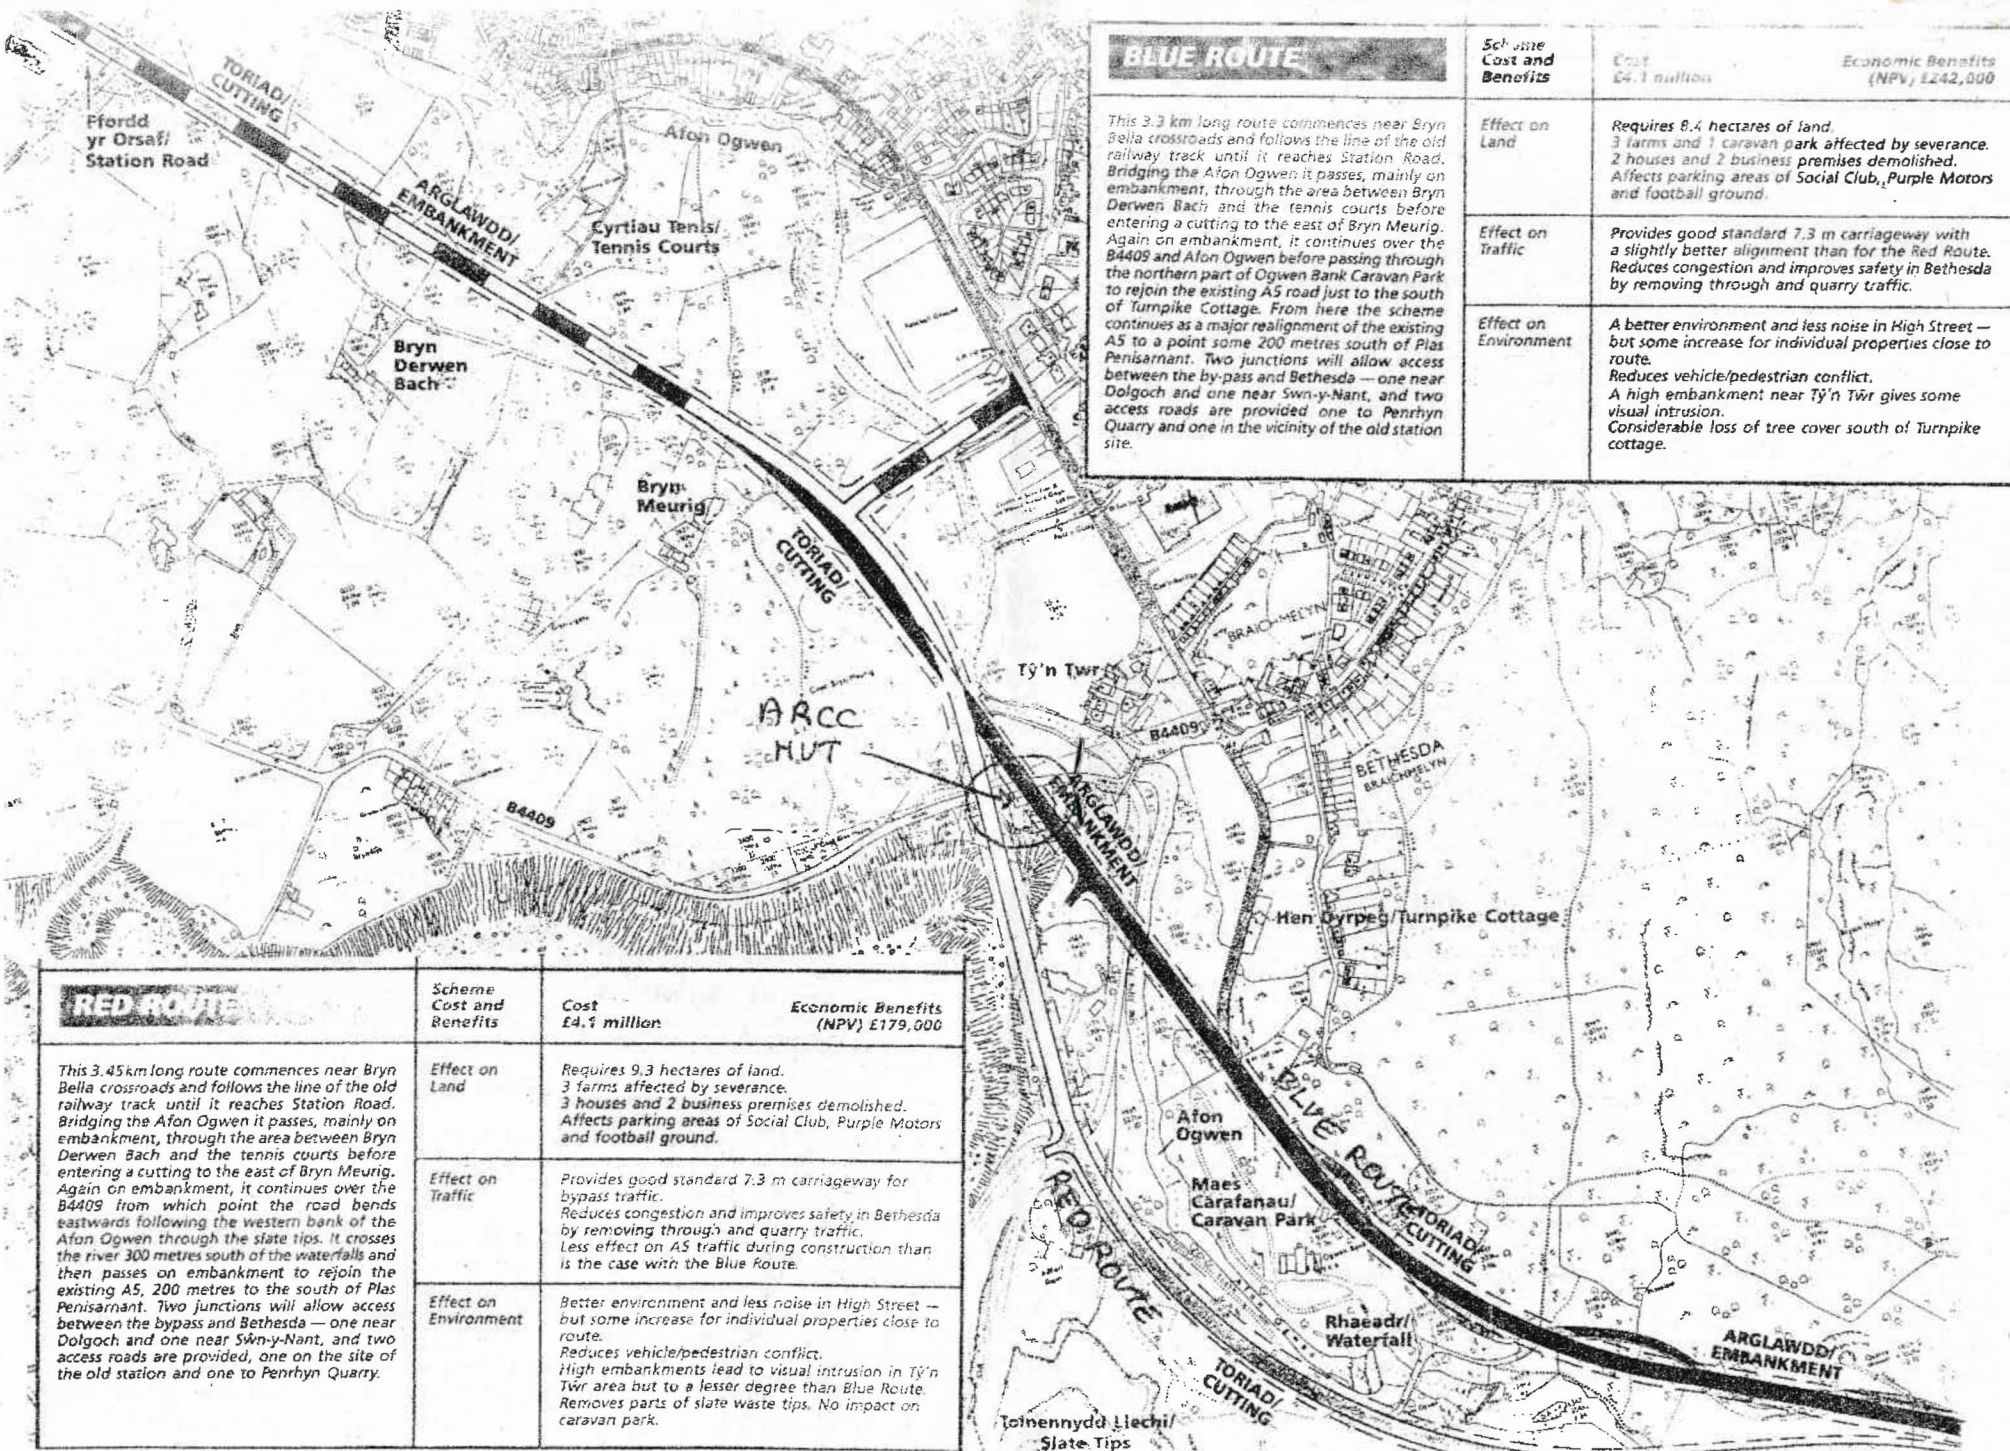 BLUE ROUTE
Scheme
Cost and
Benefits
Cost
£4.1 million
Economic Benefits
(NPV) £242,000
This 3.3 km long route commences near Bryn
Bella crossroads and follows the line of the old
railway track until it reaches Station Road.
Bridging the Afon Ogwen it passes, mainly on
embankment, through the area between Bryn
Derwen Bach and the tennis courts before
entering a cutting to the east of Bryn Meurig.
Again on embankment, it continues over the
B4409 and Afon Ogwen before passing through
the northern part of Ogwen Bank Caravan Park
to rejoin the existing A5 road just to the south
of Turnpike Cottage. From here the scheme
continues as a major realignment of the existing
A5 to a point some 200 metres south of Plas
Penisarnant. Two junctions will allow access
between the by-pass and Bethesda — one near
Dolgoch and one near Swn-y-Nant, and two
access roads are provided one to Penrhyn
Quarry and one in the vicinity of the old station
site.
Effect on
Land
Requires 8.4 hectares of land.
3 farms and 1 caravan park affected by severance.
2 houses and 2 business premises demolished.
Affects parking areas of Social Club, Purple Motors
and football ground.
Effect on
Traffic
Provides good standard 7.3 m carriageway with
a slightly better alignment than for the Red Route.
Reduces congestion and improves safety in Bethesda
by removing through and quarry traffic.
Effect on
Environment
A better environment and less noise in High Street —
but some increase for individual properties close to
route.
Reduces vehicle/pedestrian conflict.
A high embankment near Tŷ'n Tŵr gives some
visual intrusion.
Considerable loss of tree cover south of Turnpike
cottage.
TORIAD/
CUTTING
Ffordd
yr Orsaf/
Station Road
Afon Ogwen
ARGLAWDD/
EMBANKMENT
Cyrtiau Tenis/
Tennis Courts
Football Ground
Bryn
Derwen
Bach
Bryn
Meurig
TORIAD/
CUTTING
BRAICHMELYN
Tŷ'n Twr
ARCC
HUT
B4409
BETHESDA
BRAICHMELYN
ARGLAWDD/
EMBANKMENT
B4409
Hen Dyrpeg/Turnpike Cottage
BLUE ROUTE
Afon
Ogwen
Maes
Carafanau/
Caravan Park
RED ROUTE
TORIAD/
CUTTING
Rhaeadr/
Waterfall
ARGLAWDD/
EMBANKMENT
TORIAD/
CUTTING
Tomennydd Llechi/
Slate Tips
RED ROUTE
Scheme
Cost and
Benefits
Cost
£4.1 million
Economic Benefits
(NPV) £179,000
This 3.45km long route commences near Bryn
Bella crossroads and follows the line of the old
railway track until it reaches Station Road.
Bridging the Afon Ogwen it passes, mainly on
embankment, through the area between Bryn
Derwen Bach and the tennis courts before
entering a cutting to the east of Bryn Meurig.
Again on embankment, it continues over the
B4409 from which point the road bends
eastwards following the western bank of the
Afon Ogwen through the slate tips. It crosses
the river 300 metres south of the waterfalls and
then passes on embankment to rejoin the
existing A5, 200 metres to the south of Plas
Penisarnant. Two junctions will allow access
between the bypass and Bethesda — one near
Dolgoch and one near Swn-y-Nant, and two
access roads are provided, one on the site of
the old station and one to Penrhyn Quarry.
Effect on
Land
Requires 9.3 hectares of land.
3 farms affected by severance.
3 houses and 2 business premises demolished.
Affects parking areas of Social Club, Purple Motors
and football ground.
Effect on
Traffic
Provides good standard 7.3 m carriageway for
bypass traffic.
Reduces congestion and improves safety in Bethesda
by removing through and quarry traffic.
Less effect on A5 traffic during construction than
is the case with the Blue Route.
Effect on
Environment
Better environment and less noise in High Street —
but some increase for individual properties close to
route.
Reduces vehicle/pedestrian conflict.
High embankments lead to visual intrusion in Tŷ'n
Tŵr area but to a lesser degree than Blue Route.
Removes parts of slate waste tips. No impact on
caravan park.